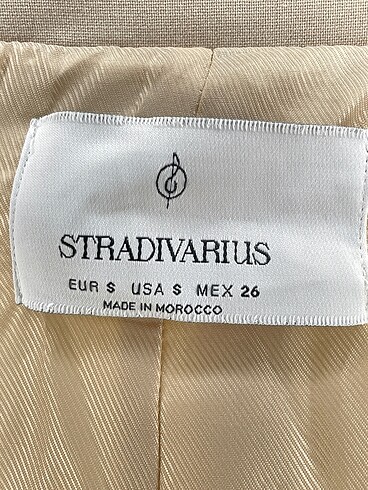 STRADIVARIUS
EUR S USA S MEX 26
MADE IN MOROCCO